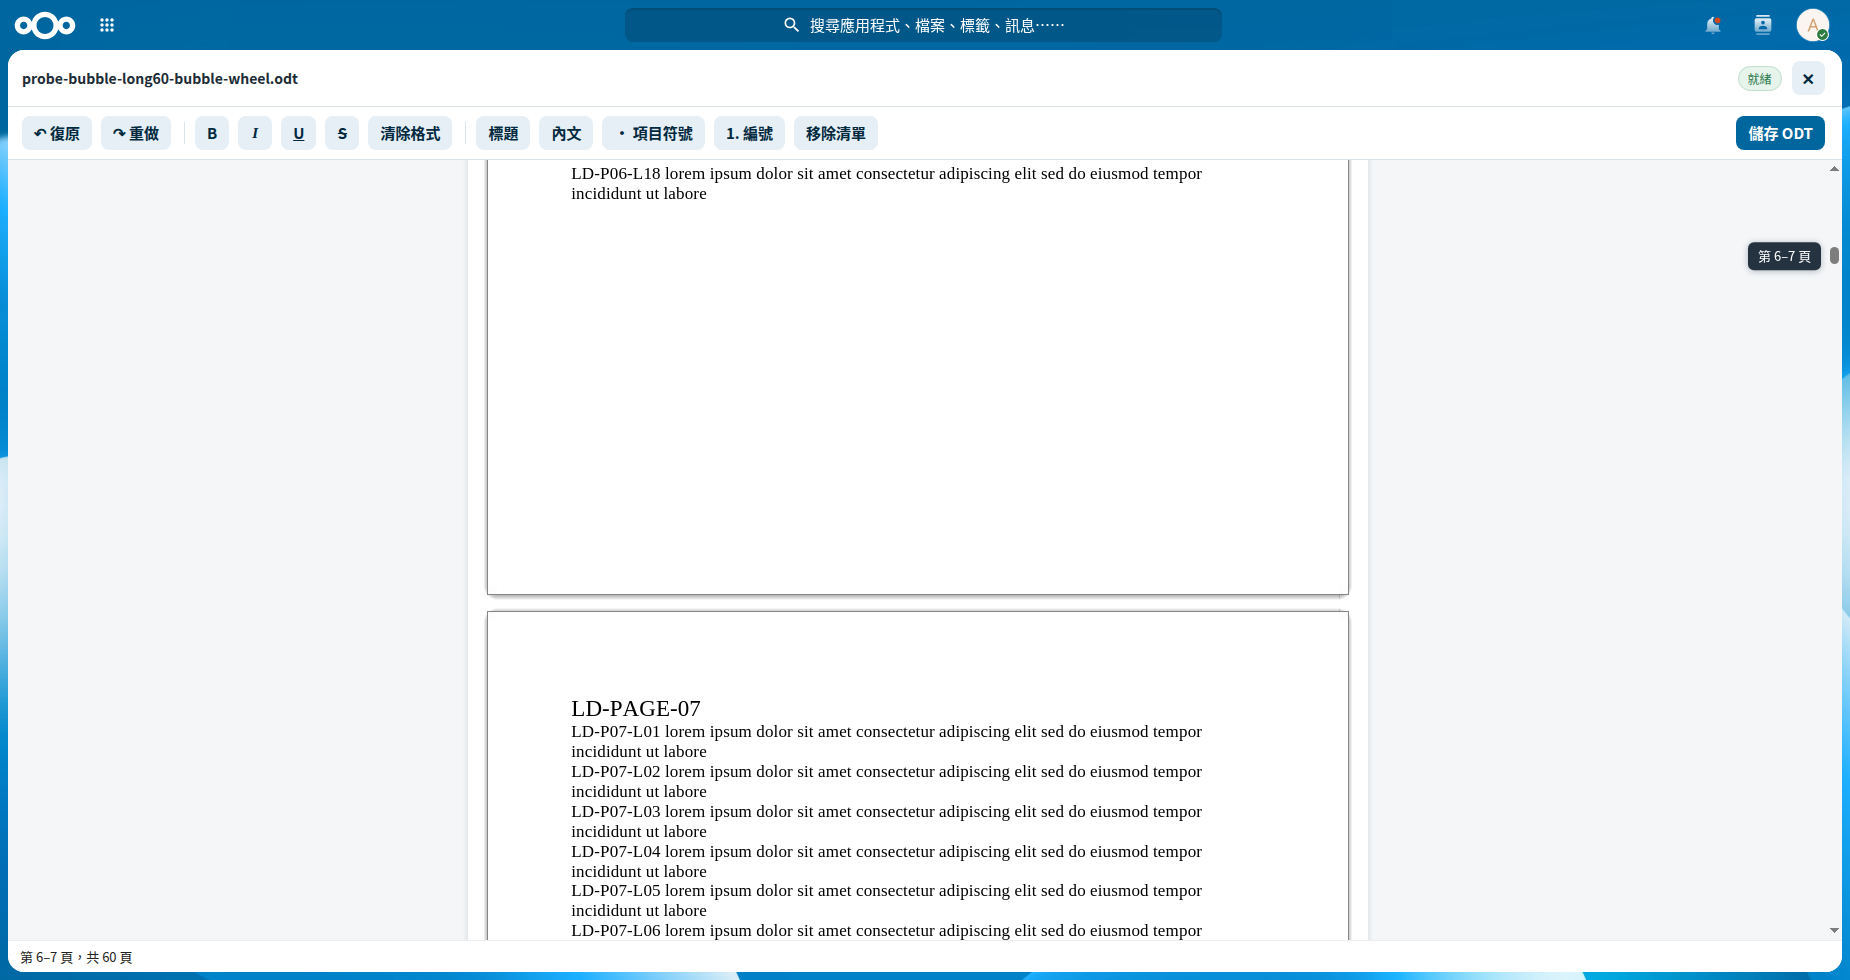 搜尋應用程式、檔案、標籤、訊息……
A
probe-bubble-long60-bubble-wheel.odt
就緒
×
↶ 復原
↷ 重做
B
I
U
S
清除格式
標題
內文
• 項目符號
1. 編號
移除清單
儲存 ODT
LD-P06-L18 lorem ipsum dolor sit amet consectetur adipiscing elit sed do eiusmod tempor
incididunt ut labore
第 6–7 頁
LD-PAGE-07
LD-P07-L01 lorem ipsum dolor sit amet consectetur adipiscing elit sed do eiusmod tempor
incididunt ut labore
LD-P07-L02 lorem ipsum dolor sit amet consectetur adipiscing elit sed do eiusmod tempor
incididunt ut labore
LD-P07-L03 lorem ipsum dolor sit amet consectetur adipiscing elit sed do eiusmod tempor
incididunt ut labore
LD-P07-L04 lorem ipsum dolor sit amet consectetur adipiscing elit sed do eiusmod tempor
incididunt ut labore
LD-P07-L05 lorem ipsum dolor sit amet consectetur adipiscing elit sed do eiusmod tempor
incididunt ut labore
LD-P07-L06 lorem ipsum dolor sit amet consectetur adipiscing elit sed do eiusmod tempor
第 6–7 頁，共 60 頁